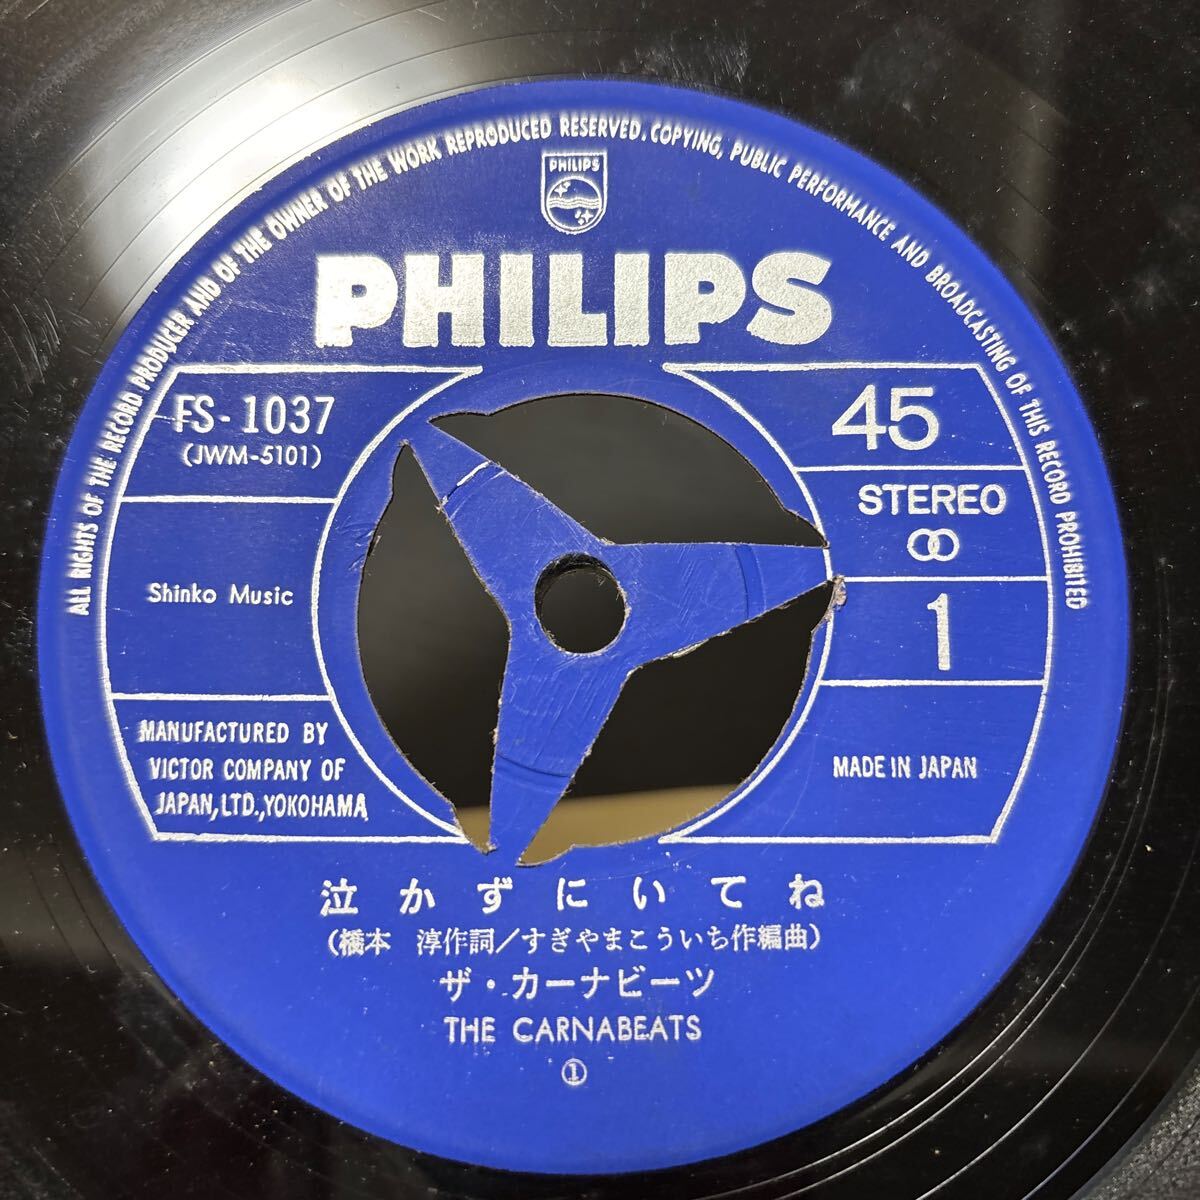 ALL RIGHTS OF THE RECORD PRODUCER AND OF THE OWNER OF THE WORK REPRODUCED RESERVED. COPYING, PUBLIC PERFORMANCE AND BROADCASTING OF THIS RECORD PROHIBITED
PHILIPS
PHILIPS
FS-1037
(JWM-5101)
Shinko Music
MANUFACTURED BY
VICTOR COMPANY OF
JAPAN, LTD., YOKOHAMA
45
STEREO
1
MADE IN JAPAN
泣かずにいてね
(橋本 淳作詞/すぎやまこういち作編曲)
ザ・カーナビーツ
THE CARNABEATS
①